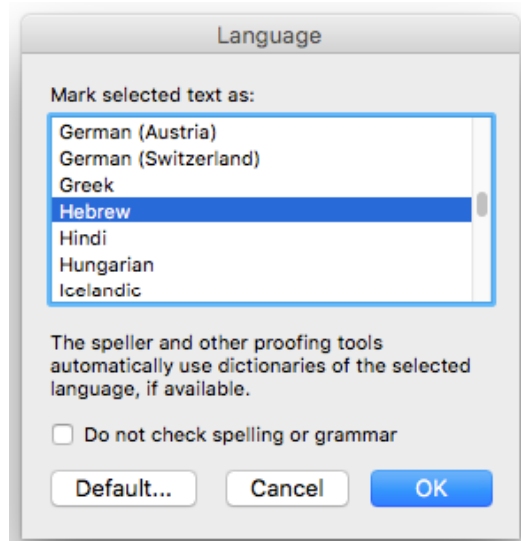 Language
Mark selected text as:
German (Austria)
German (Switzerland)
Greek
Hebrew
Hindi
Hungarian
Icelandic
The speller and other proofing tools
automatically use dictionaries of the selected
language, if available.
Do not check spelling or grammar
Default... Cancel OK